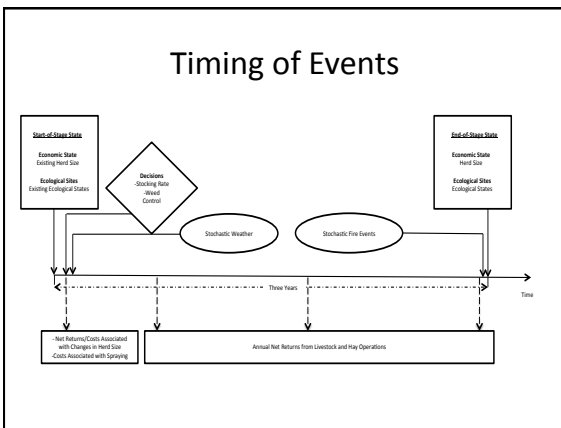 Timing of Events
Start-of-Stage State
Economic State
Existing Herd Size
Ecological Sites
Existing Ecological States
Decisions
-Stocking Rate
-Weed
Control
Stochastic Weather
Stochastic Fire Events
End-of-Stage State
Economic State
Herd Size
Ecological Sites
Ecological States
Three Years
Time
- Net Returns/Costs Associated
with Changes in Herd Size
-Costs Associated with Spraying
Annual Net Returns from Livestock and Hay Operations